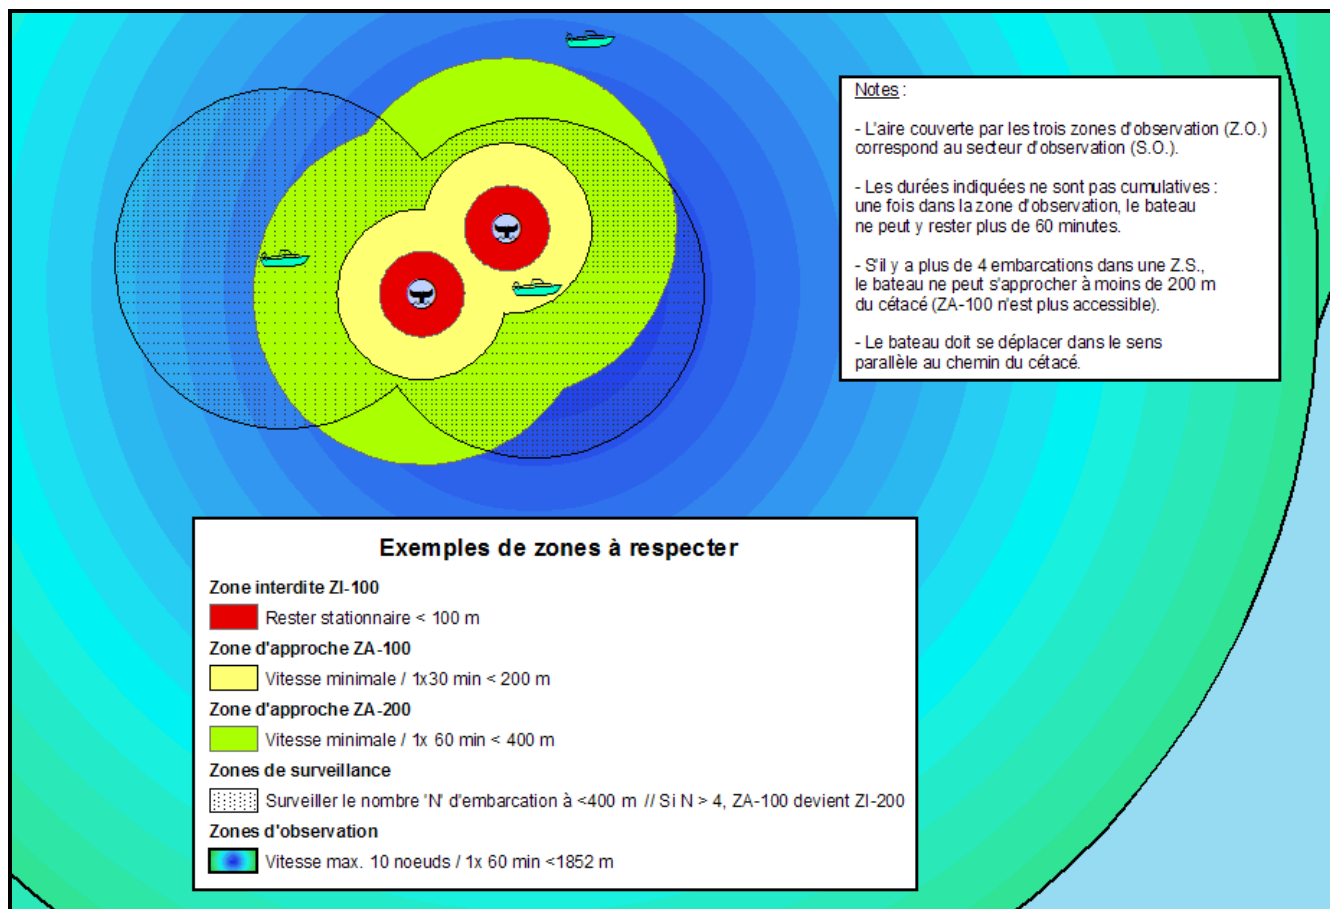 Notes :
- L'aire couverte par les trois zones d'observation (Z.O.)
correspond au secteur d'observation (S.O.).
- Les durées indiquées ne sont pas cumulatives :
une fois dans la zone d'observation, le bateau
ne peut y rester plus de 60 minutes.
- S'il y a plus de 4 embarcations dans une Z.S.,
le bateau ne peut s'approcher à moins de 200 m
du cétacé (ZA-100 n'est plus accessible).
- Le bateau doit se déplacer dans le sens
parallèle au chemin du cétacé.
Exemples de zones à respecter
Zone interdite ZI-100
Rester stationnaire < 100 m
Zone d'approche ZA-100
Vitesse minimale / 1x30 min < 200 m
Zone d'approche ZA-200
Vitesse minimale / 1x 60 min < 400 m
Zones de surveillance
Surveiller le nombre 'N' d'embarcation à <400 m // Si N > 4, ZA-100 devient ZI-200
Zones d'observation
Vitesse max. 10 noeuds / 1x 60 min <1852 m